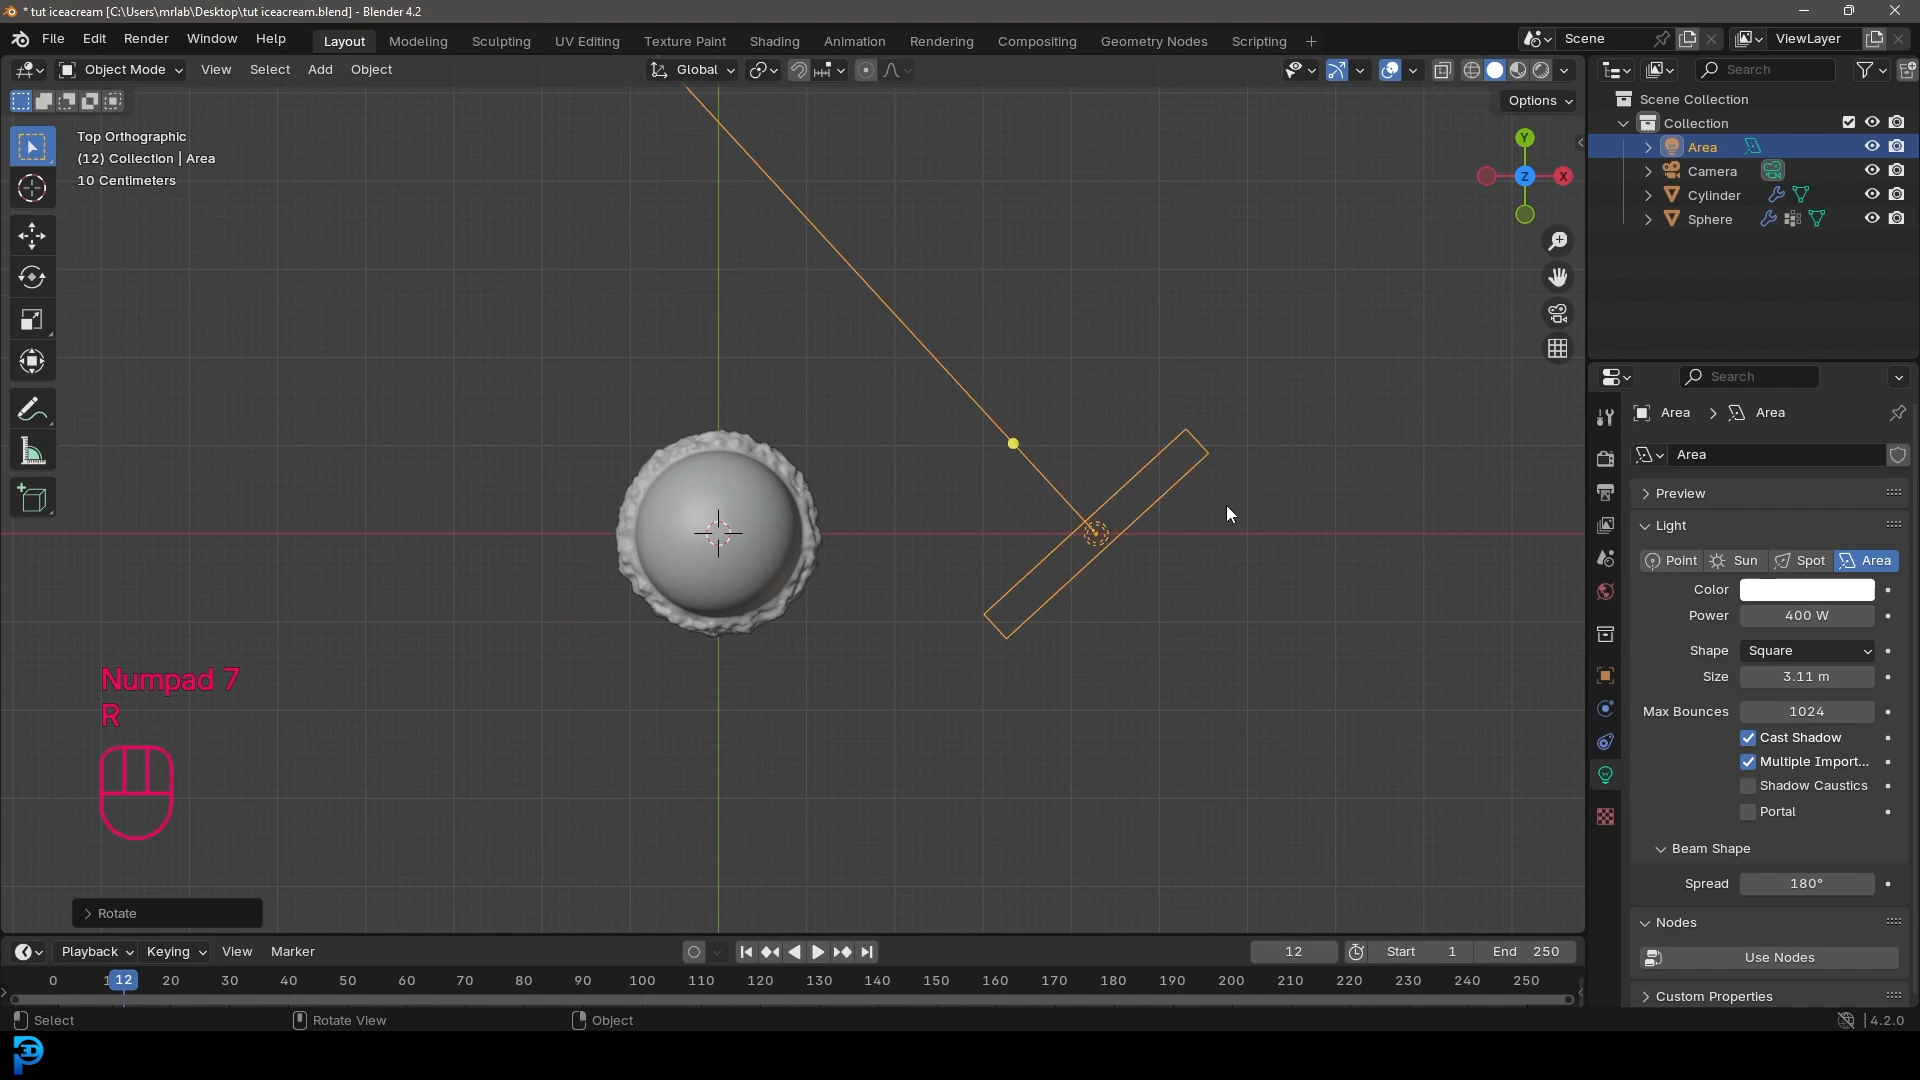 * tut iceacream [C:\Users\mrlab\Desktop\tut iceacream.blend] - Blender 4.2
File Edit Render Window Help
Layout Modeling Sculpting UV Editing Texture Paint Shading Animation Rendering Compositing Geometry Nodes Scripting +
Scene
ViewLayer
Object Mode View Select Add Object
Global
Options
Search
Top Orthographic
(12) Collection | Area
10 Centimeters
Y
X
Z
Scene Collection
Collection
Area
Camera
Cylinder
Sphere
Search
Area > Area
Area
Preview
Light
Point Sun Spot Area
Color
Power 400 W
Shape Square
Size 3.11 m
Max Bounces 1024
Cast Shadow
Multiple Import...
Shadow Caustics
Portal
Beam Shape
Spread 180°
Nodes
Use Nodes
Custom Properties
Numpad 7
R
Rotate
Playback Keying View Marker
12
Start 1 End 250
0 1 12 20 30 40 50 60 70 80 90 100 110 120 130 140 150 160 170 180 190 200 210 220 230 240 250
Select Rotate View Object
4.2.0